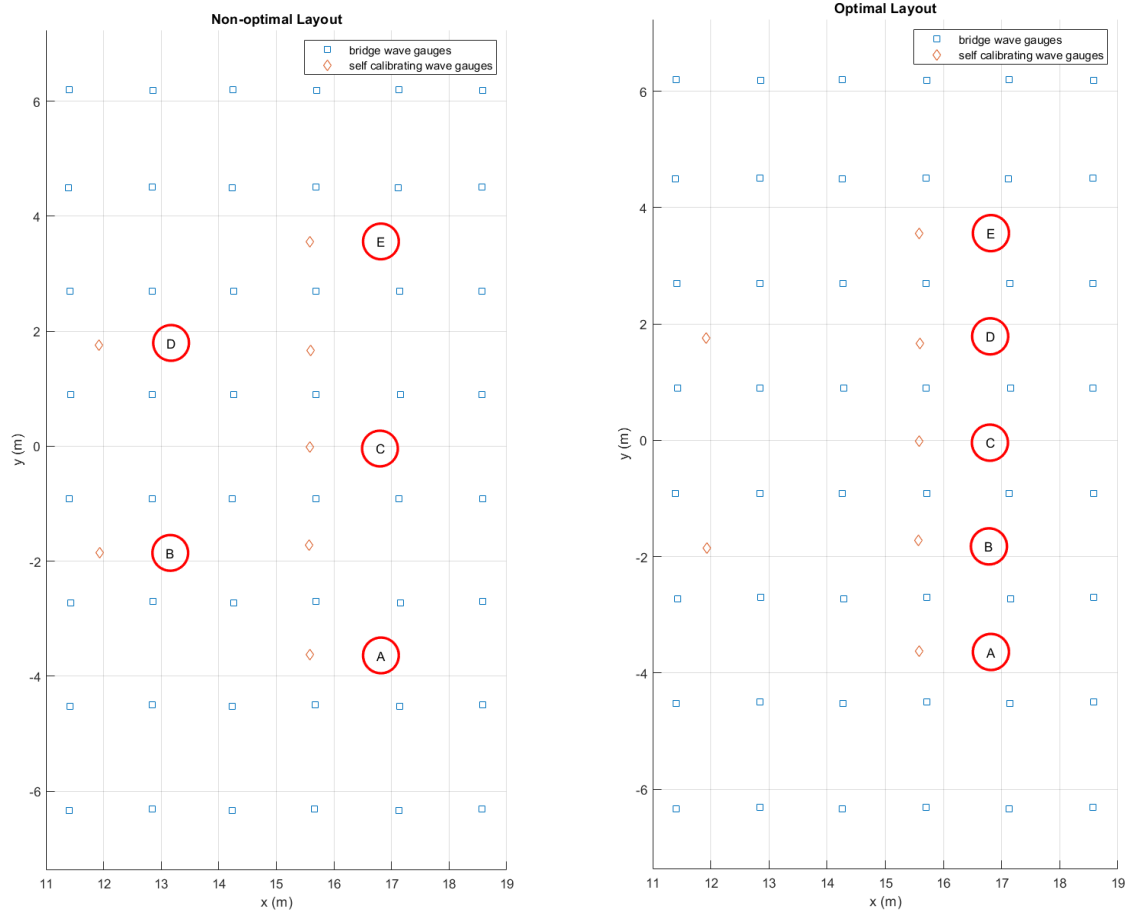 Non-optimal Layout
bridge wave gauges
self calibrating wave gauges
6
4
2
0
-2
-4
-6
y (m)
E
D
C
B
A
11 12 13 14 15 16 17 18 19
x (m)
Optimal Layout
bridge wave gauges
self calibrating wave gauges
6
4
2
0
-2
-4
-6
y (m)
E
D
C
B
A
11 12 13 14 15 16 17 18 19
x (m)